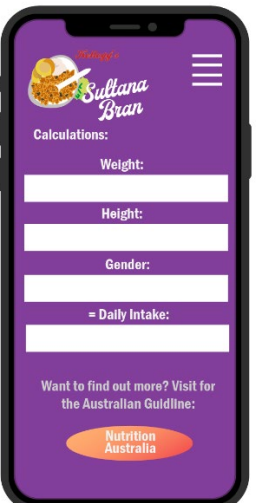 Kellogg's
Sultana
Bran
Calculations:
Weight:
Height:
Gender:
= Daily Intake:
Want to find out more? Visit for
the Australian Guidline:
Nutrition
Australia